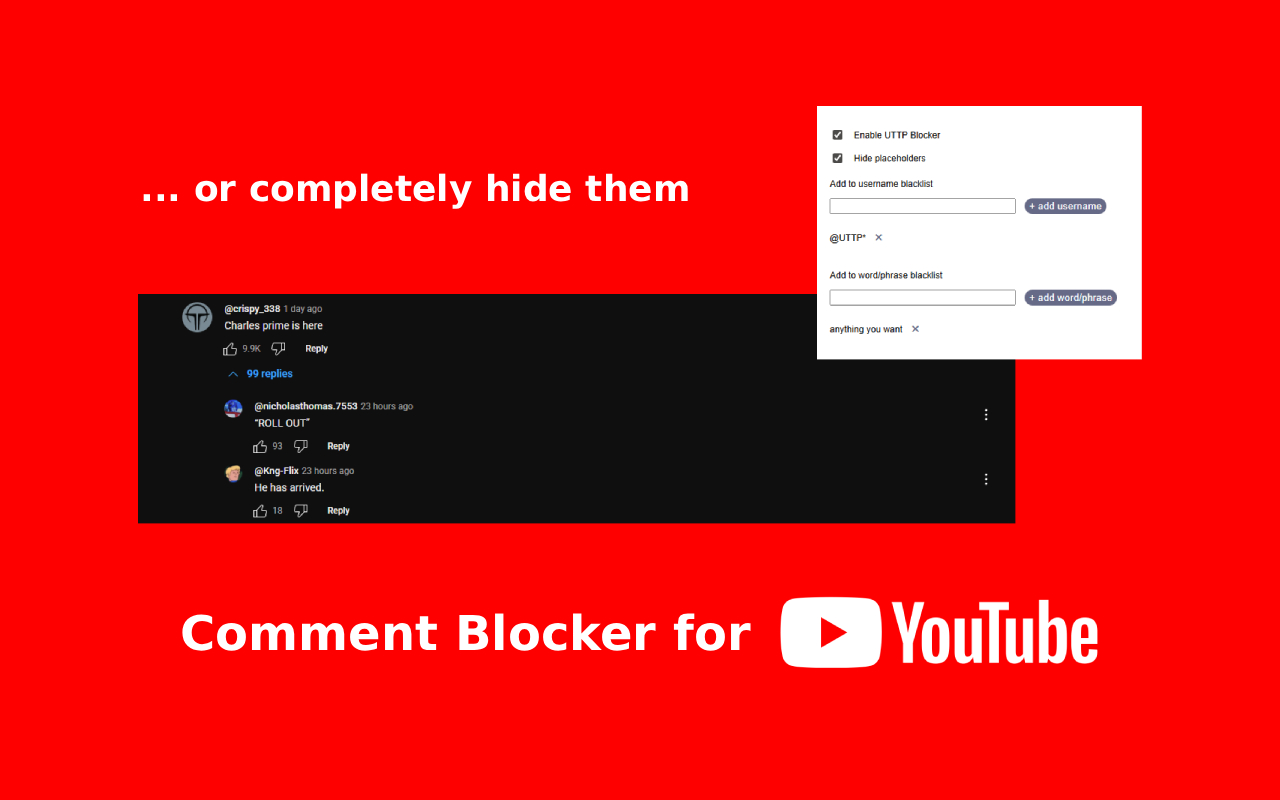 ... or completely hide them
Enable UTTP Blocker
Hide placeholders
Add to username blacklist
+ add username
@UTTP* ✕
Add to word/phrase blacklist
+ add word/phrase
anything you want ✕
@crispy_338 1 day ago
Charles prime is here
9.9K Reply
99 replies
@nicholasthomas.7553 23 hours ago
"ROLL OUT"
93 Reply
@Kng-Flix 23 hours ago
He has arrived.
18 Reply
Comment Blocker for YouTube